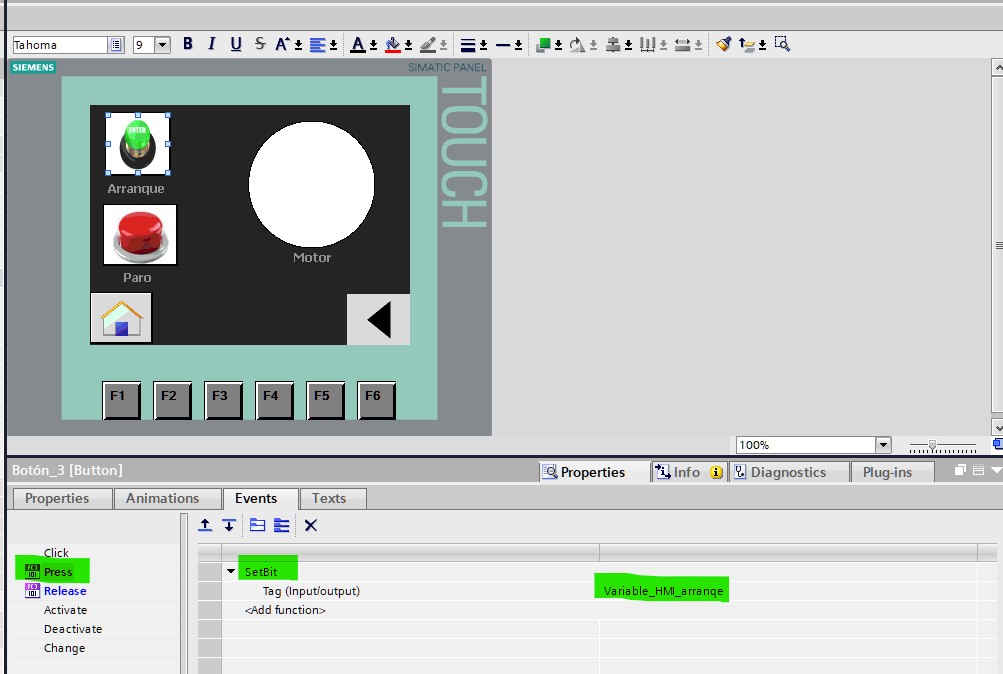 Tahoma 9 B I U S A A
SIEMENS
SIMATIC PANEL
TOUCH
ENTER
Arranque
Paro
Motor
F1 F2 F3 F4 F5 F6
100%
Botón_3 [Button]
Properties Info Diagnostics Plug-ins
Properties Animations Events Texts
Click
Press
Release
Activate
Deactivate
Change
SetBit
Tag (Input/output) Variable_HMI_arranqe
<Add function>